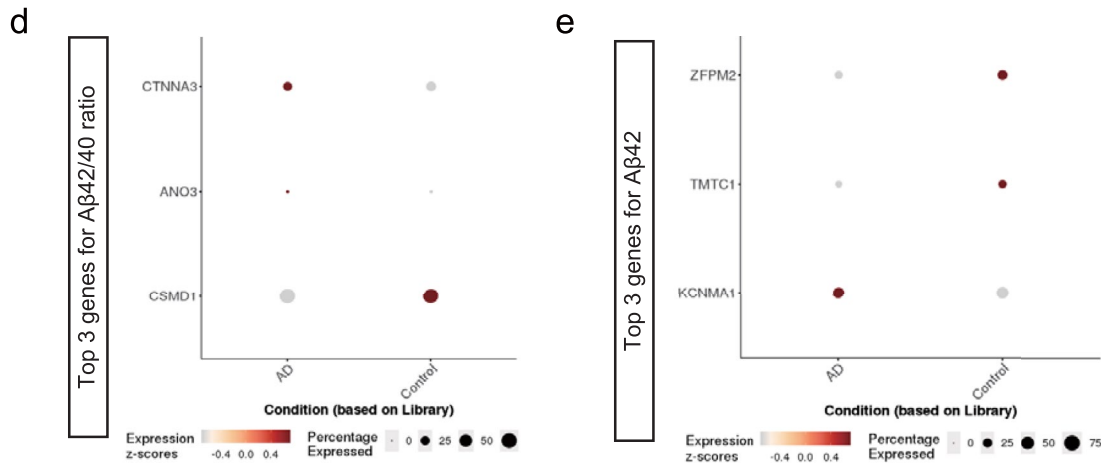 d
Top 3 genes for Aβ42/40 ratio
CTNNA3
ANO3
CSMD1
AD
Control
Condition (based on Library)
Expression
z-scores
-0.4 0.0 0.4
Percentage
Expressed
0 25 50
e
Top 3 genes for Aβ42
ZFPM2
TMTC1
KCNMA1
AD
Control
Condition (based on Library)
Expression
z-scores
-0.4 0.0 0.4
Percentage
Expressed
0 25 50 75